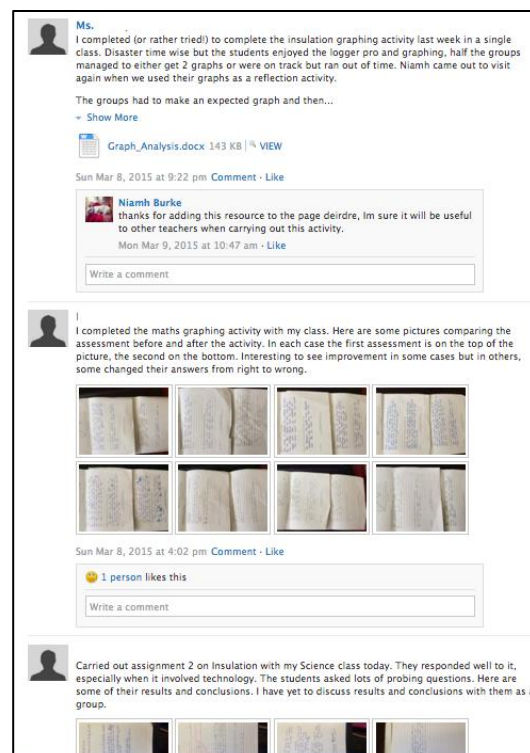 Ms.
I completed (or rather tried!) to complete the insulation graphing activity last week in a single
class. Disaster time wise but the students enjoyed the logger pro and graphing, half the groups
managed to either get 2 graphs or were on track but ran out of time. Niamh came out to visit
again when we used their graphs as a reflection activity.
The groups had to make an expected graph and then...
Show More
Graph_Analysis.docx 143 KB | VIEW
Sun Mar 8, 2015 at 9:22 pm Comment · Like
Niamh Burke
thanks for adding this resource to the page deirdre, Im sure it will be useful
to other teachers when carrying out this activity.
Mon Mar 9, 2015 at 10:47 am · Like
Write a comment
I completed the maths graphing activity with my class. Here are some pictures comparing the
assessment before and after the activity. In each case the first assessment is on the top of the
picture, the second on the bottom. Interesting to see improvement in some cases but in others,
some changed their answers from right to wrong.
Sun Mar 8, 2015 at 4:02 pm Comment · Like
1 person likes this
Write a comment
Carried out assignment 2 on Insulation with my Science class today. They responded well to it,
especially when it involved technology. The students asked lots of probing questions. Here are
some of their results and conclusions. I have yet to discuss results and conclusions with them as
group.